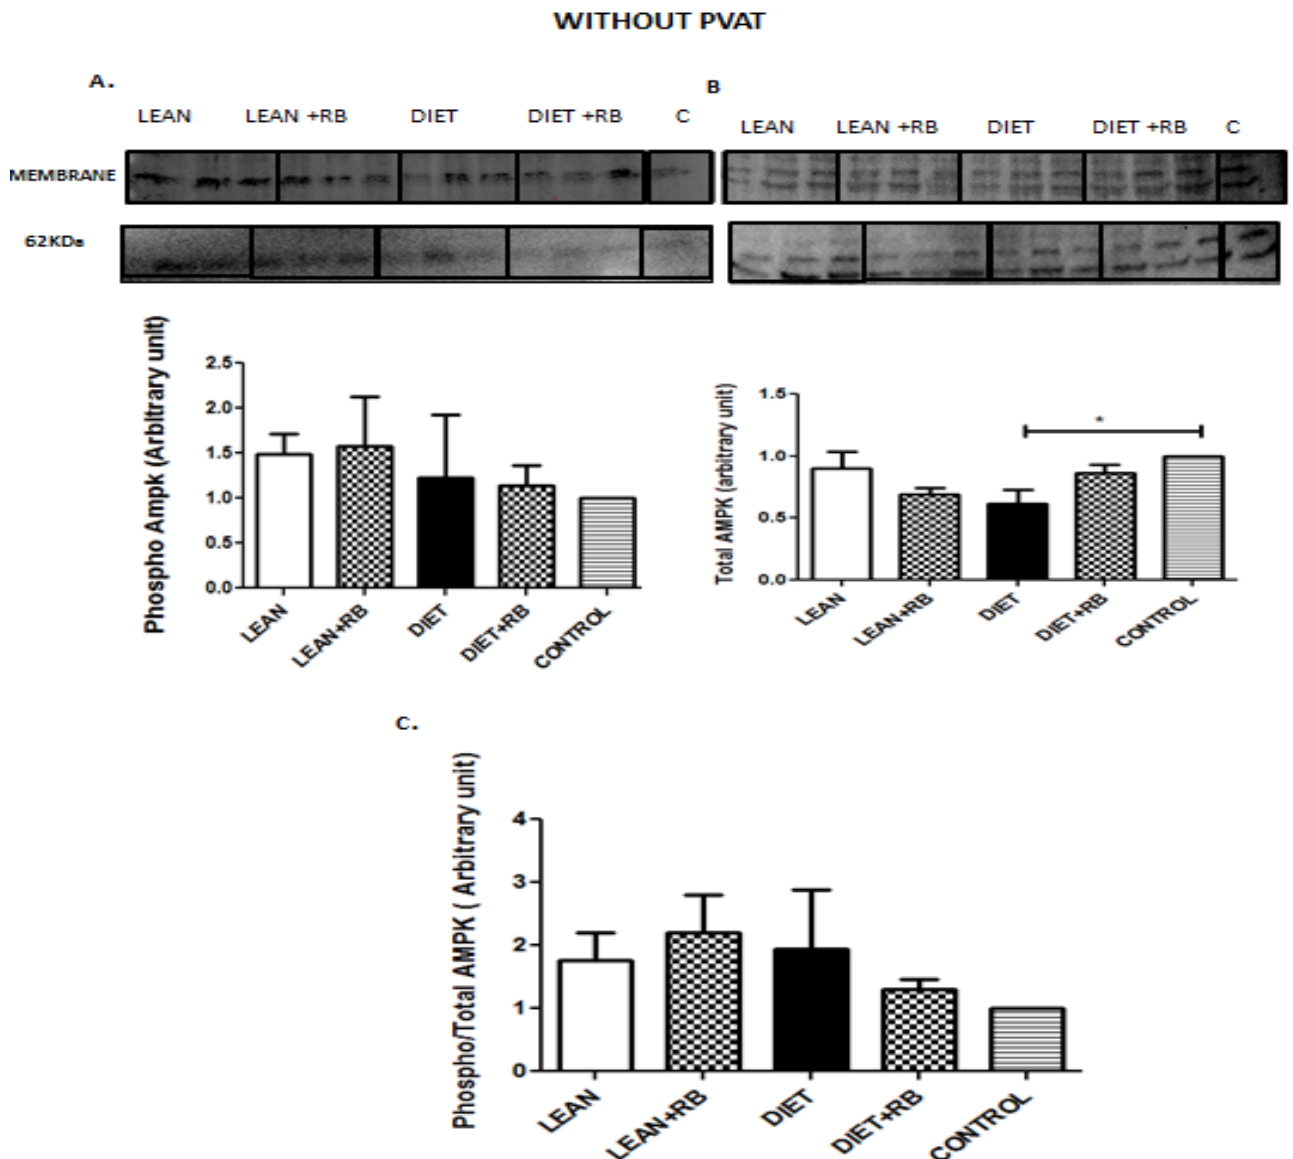 WITHOUT PVAT
A.
LEAN LEAN +RB DIET DIET +RB C
MEMBRANE
62KDa
Phospho Ampk (Arbitrary unit)
2.5
2.0
1.5
1.0
0.5
0.0
LEAN LEAN+RB DIET DIET+RB CONTROL
B
LEAN LEAN +RB DIET DIET +RB C
Total AMPK (arbitrary unit)
1.5
1.0
0.5
0.0
*
LEAN LEAN+RB DIET DIET+RB CONTROL
C.
Phospho/Total AMPK ( Arbitrary unit)
4
3
2
1
0
LEAN LEAN+RB DIET DIET+RB CONTROL